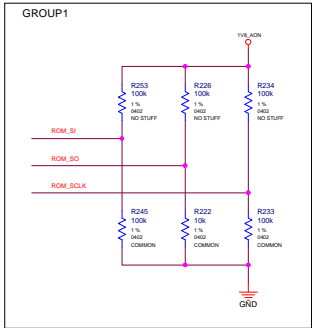 GROUP1
1V8_AON
R253
100k
1 %
0402
NO STUFF
R226
100k
1 %
0402
NO STUFF
R234
100k
1 %
0402
NO STUFF
ROM_SI
ROM_SO
ROM_SCLK
R245
100k
1 %
0402
COMMON
R222
10k
1 %
0402
COMMON
R233
100k
1 %
0402
COMMON
GND